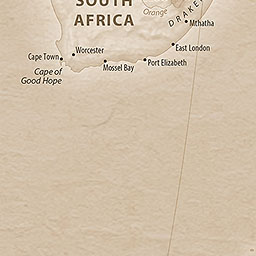 SOUTH
AFRICA
Orange
DRAKE
Mthatha
East London
Worcester
Cape Town
Port Elizabeth
Mossel Bay
Cape of
Good Hope